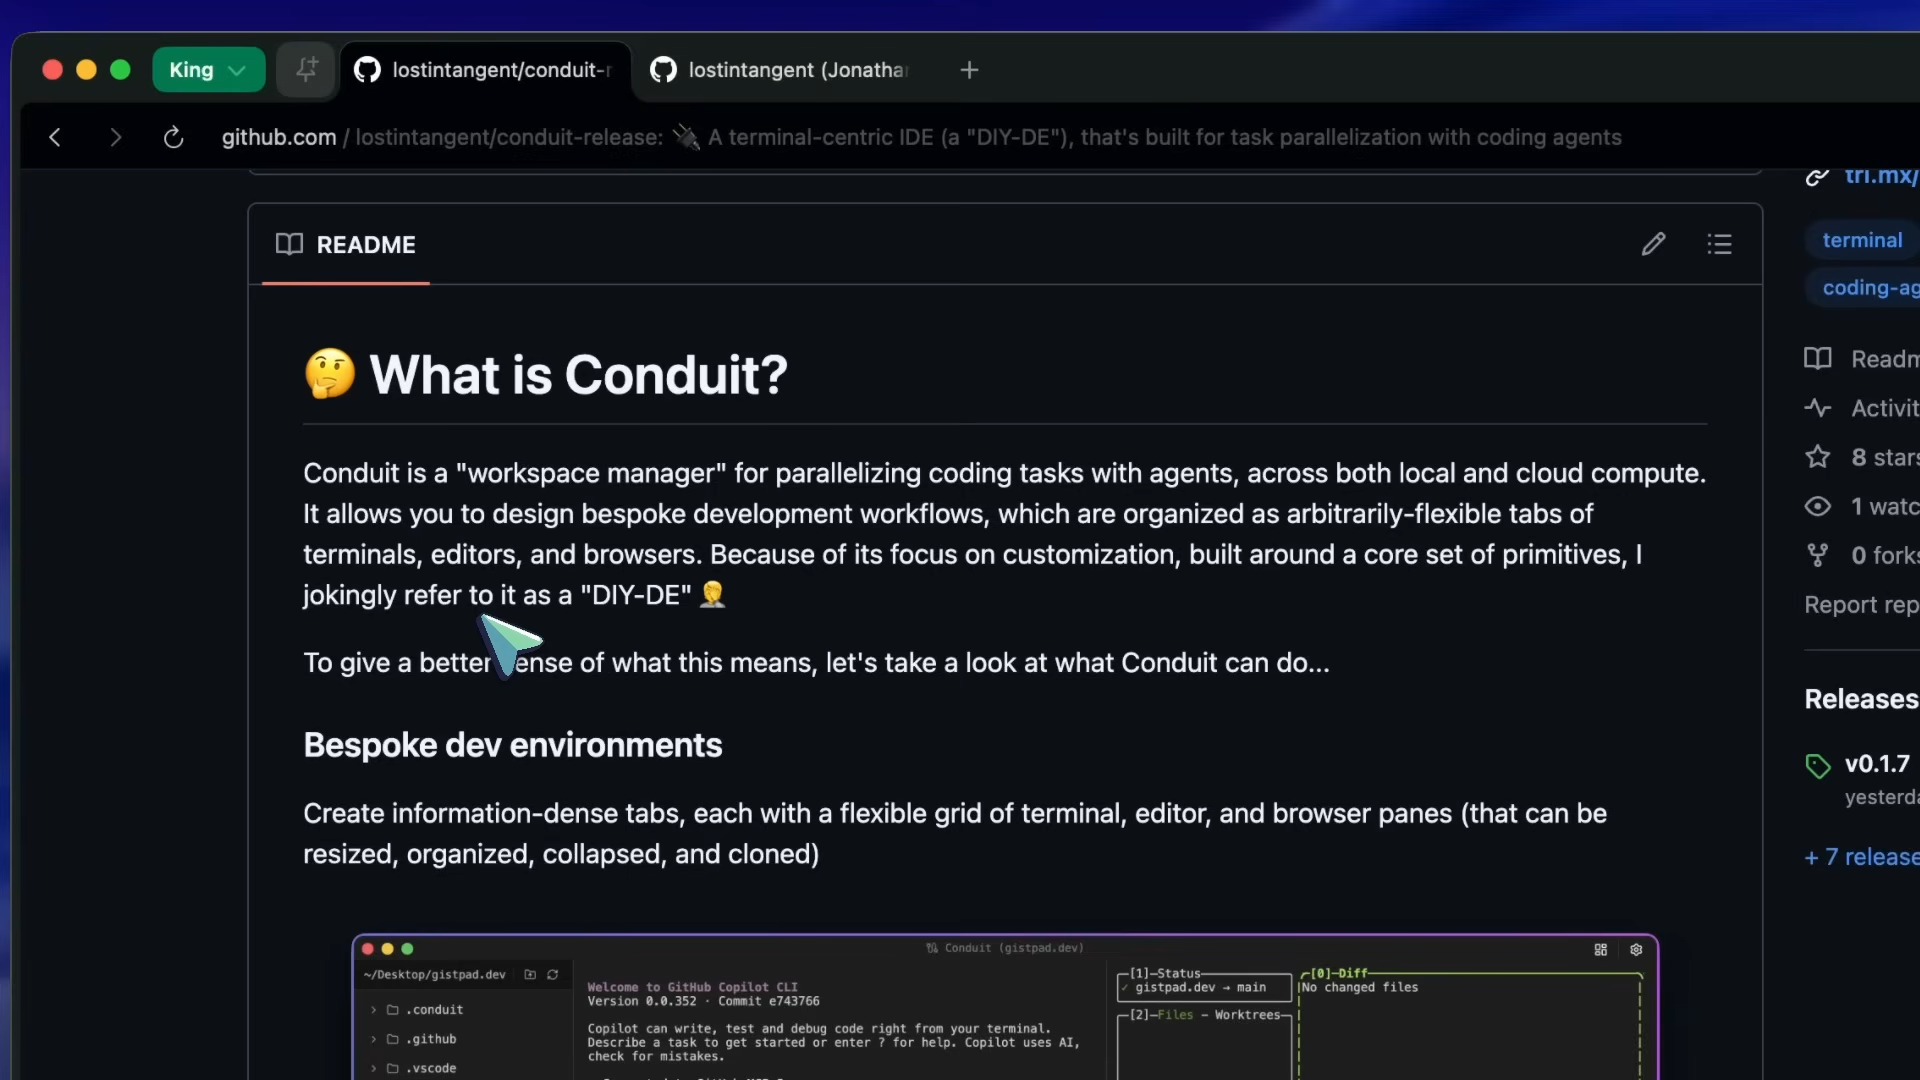 King
lostintangent/conduit-r
lostintangent (Jonathan
github.com / lostintangent/conduit-release: 🔌 A terminal-centric IDE (a "DIY-DE"), that's built for task parallelization with coding agents
trl.mx/
README
terminal
coding-ag
🤔 What is Conduit?
Readm
Activit
Conduit is a "workspace manager" for parallelizing coding tasks with agents, across both local and cloud compute.
It allows you to design bespoke development workflows, which are organized as arbitrarily-flexible tabs of
terminals, editors, and browsers. Because of its focus on customization, built around a core set of primitives, I
jokingly refer to it as a "DIY-DE" 🤦
8 stars
1 watc
0 forks
Report rep
To give a better sense of what this means, let's take a look at what Conduit can do...
Releases
Bespoke dev environments
v0.1.7
yesterda
Create information-dense tabs, each with a flexible grid of terminal, editor, and browser panes (that can be
resized, organized, collapsed, and cloned)
+ 7 release
Conduit (gistpad.dev)
~/Desktop/gistpad.dev
.conduit
.github
.vscode
Welcome to GitHub Copilot CLI
Version 0.0.352 · Commit e743766
Copilot can write, test and debug code right from your terminal.
Describe a task to get started or enter ? for help. Copilot uses AI,
check for mistakes.
[1]—Status
✓ gistpad.dev → main
[2]—Files — Worktrees
[0]—Diff
No changed files